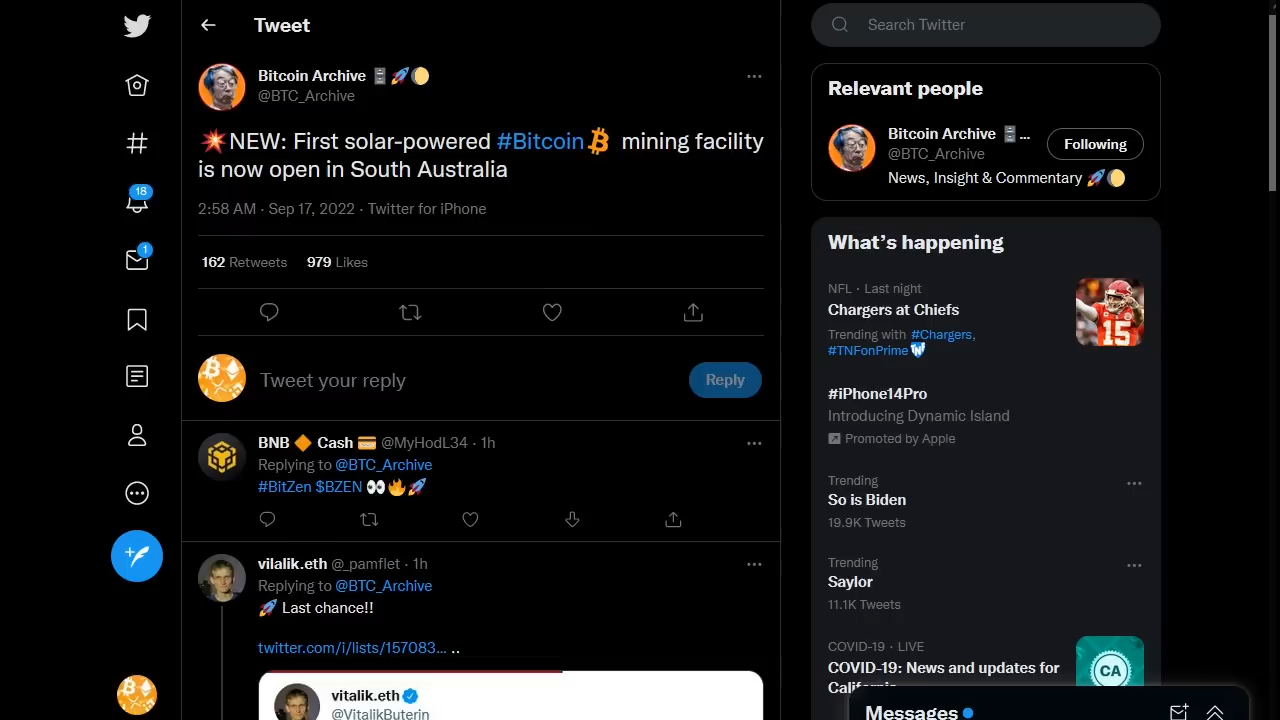 Tweet
Bitcoin Archive 🗄️🚀🌔
@BTC_Archive
💥NEW: First solar-powered #Bitcoin mining facility
is now open in South Australia
2:58 AM · Sep 17, 2022 · Twitter for iPhone
162 Retweets 979 Likes
Tweet your reply
Reply
BNB 🔶 Cash 💳 @MyHodL34 · 1h
Replying to @BTC_Archive
#BitZen $BZEN 👀🔥🚀
vilalik.eth @_pamflet · 1h
Replying to @BTC_Archive
🚀 Last chance!!
twitter.com/i/lists/157083... ..
vitalik.eth
@VitalikButerin
18
1
Search Twitter
Relevant people
Bitcoin Archive 🗄️...
@BTC_Archive
Following
News, Insight & Commentary 🚀🌔
What's happening
NFL · Last night
Chargers at Chiefs
Trending with #Chargers,
#TNFonPrime
15
#iPhone14Pro
Introducing Dynamic Island
Promoted by Apple
Trending
So is Biden
19.9K Tweets
Trending
Saylor
11.1K Tweets
COVID-19 · LIVE
COVID-19: News and updates for
California
CA
Messages